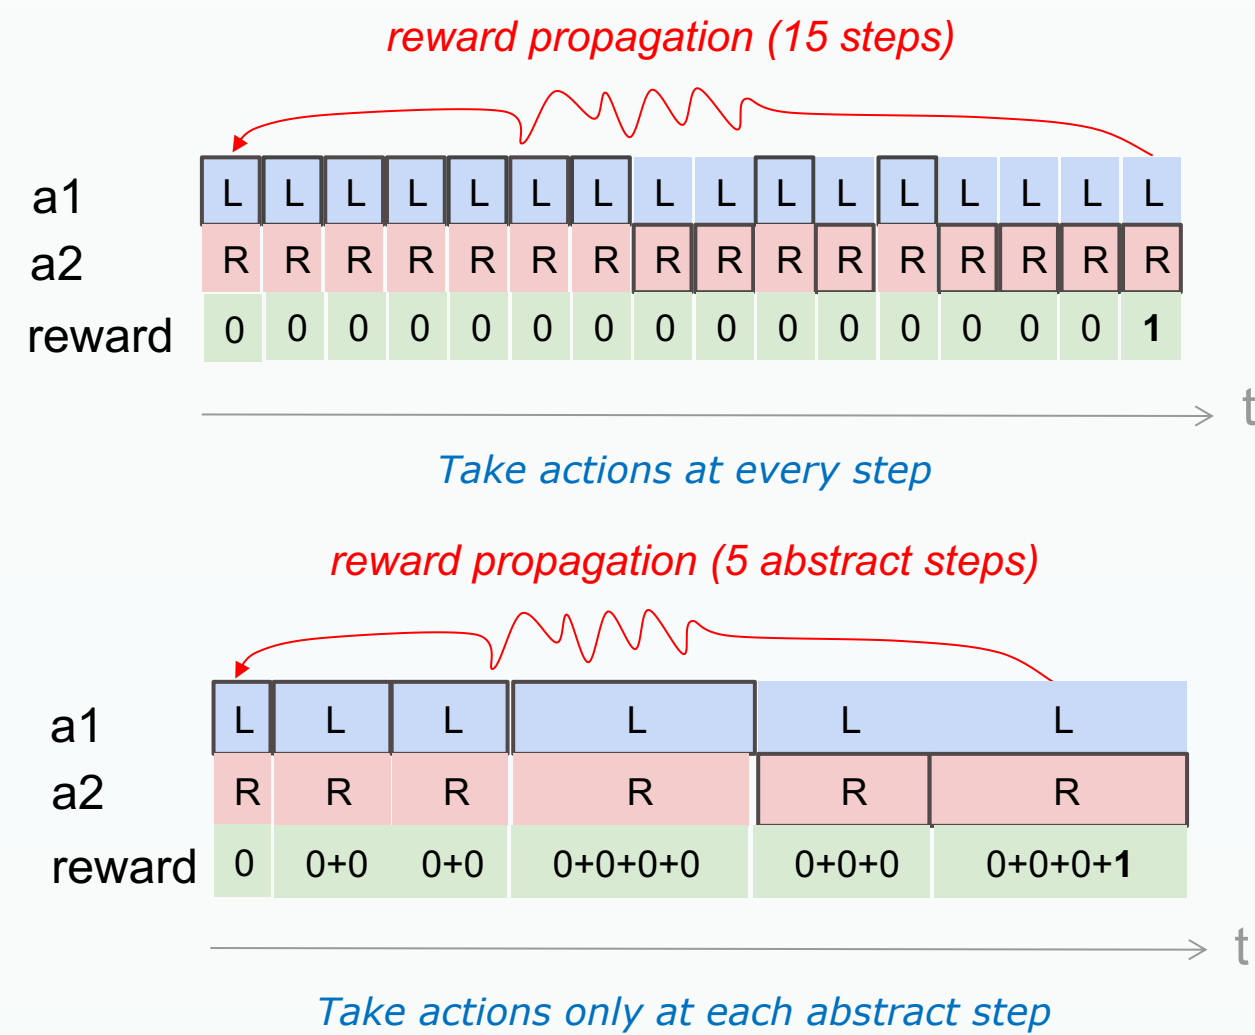 reward propagation (15 steps)
a1 L L L L L L L L L L L L L L L L
a2 R R R R R R R R R R R R R R R R
reward 0 0 0 0 0 0 0 0 0 0 0 0 0 0 0 1
t
Take actions at every step
reward propagation (5 abstract steps)
a1 L L L L L L
a2 R R R R R R
reward 0 0+0 0+0 0+0+0+0 0+0+0 0+0+0+1
t
Take actions only at each abstract step